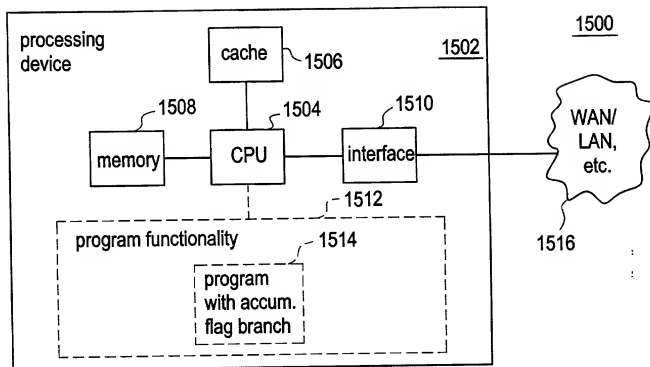 processing
device
cache
1506
1502
1500
1508
1504
1510
memory
CPU
interface
WAN/
LAN,
etc.
1512
program functionality
1514
1516
program
with accum.
flag branch